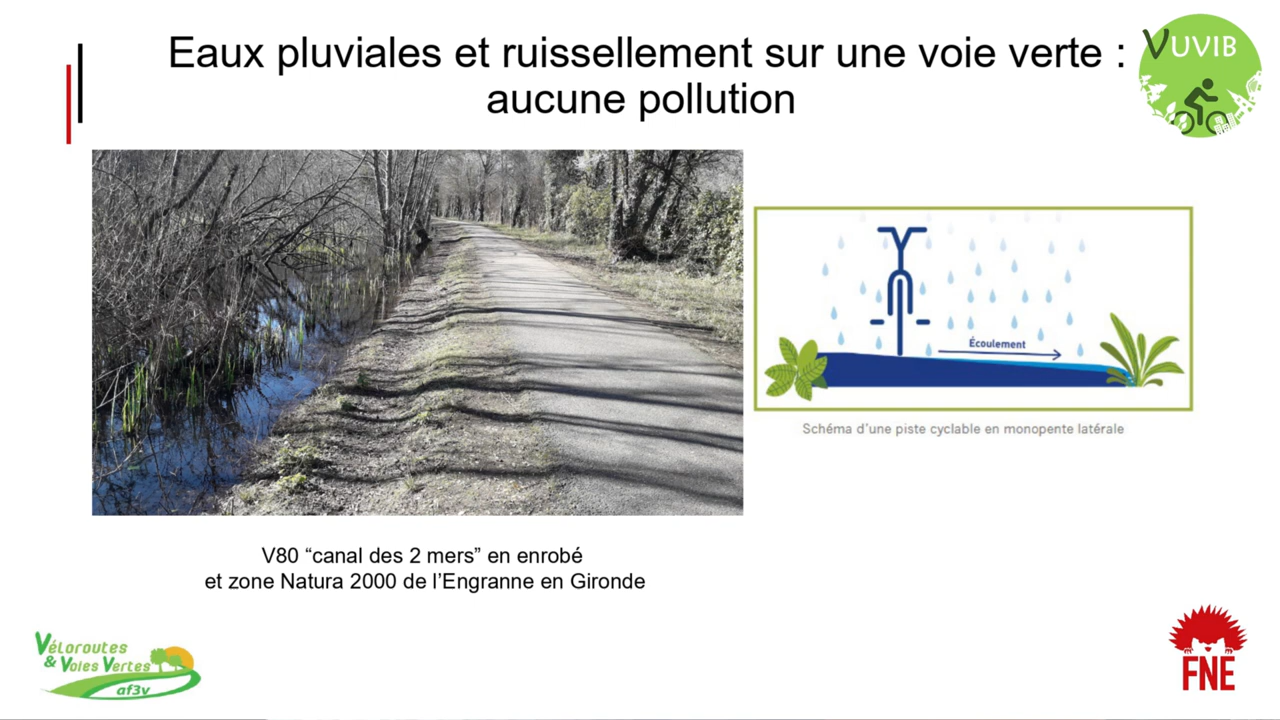 Eaux pluviales et ruissellement sur une voie verte :
aucune pollution
VUVIB
Écoulement
Schéma d'une piste cyclable en monopente latérale
V80 “canal des 2 mers” en enrobé
et zone Natura 2000 de l’Engranne en Gironde
Véloroutes
& Voies Vertes
af3v
FNE